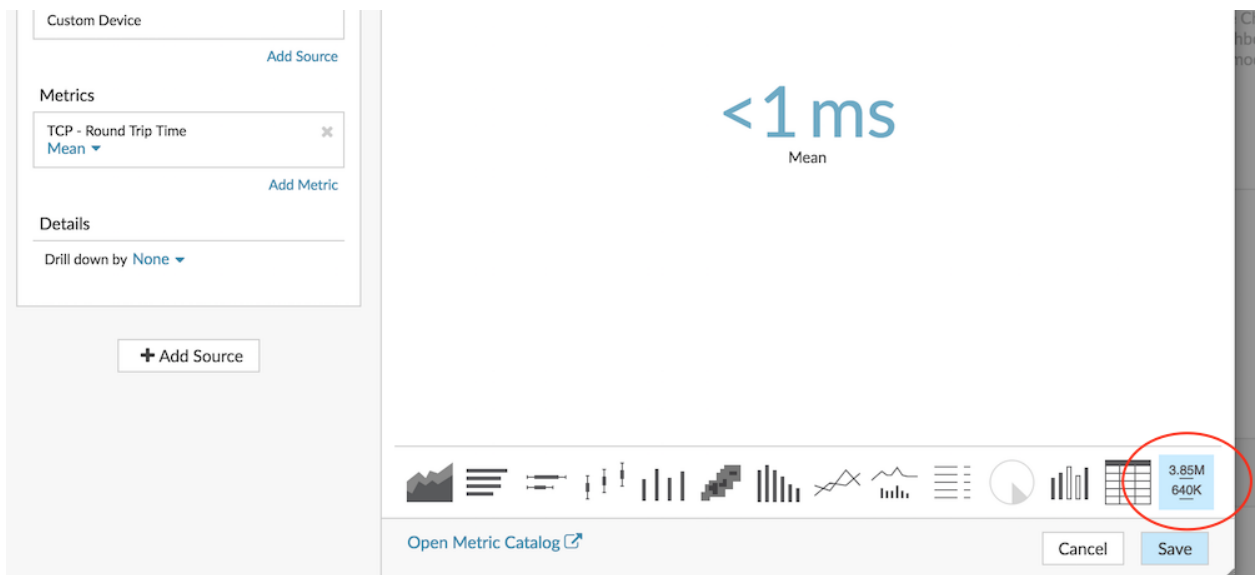 Custom Device
Add Source
Metrics
TCP - Round Trip Time
Mean
Add Metric
Details
Drill down by None
+ Add Source
<1 ms
Mean
3.85M
640K
Open Metric Catalog
Cancel
Save